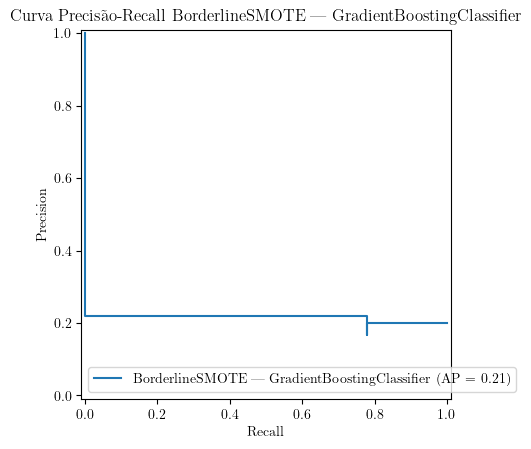 Curva Precisão-Recall BorderlineSMOTE — GradientBoostingClassifier
1.0
0.8
0.6
0.4
0.2
0.0
Precision
BorderlineSMOTE — GradientBoostingClassifier (AP = 0.21)
0.0 0.2 0.4 0.6 0.8 1.0
Recall